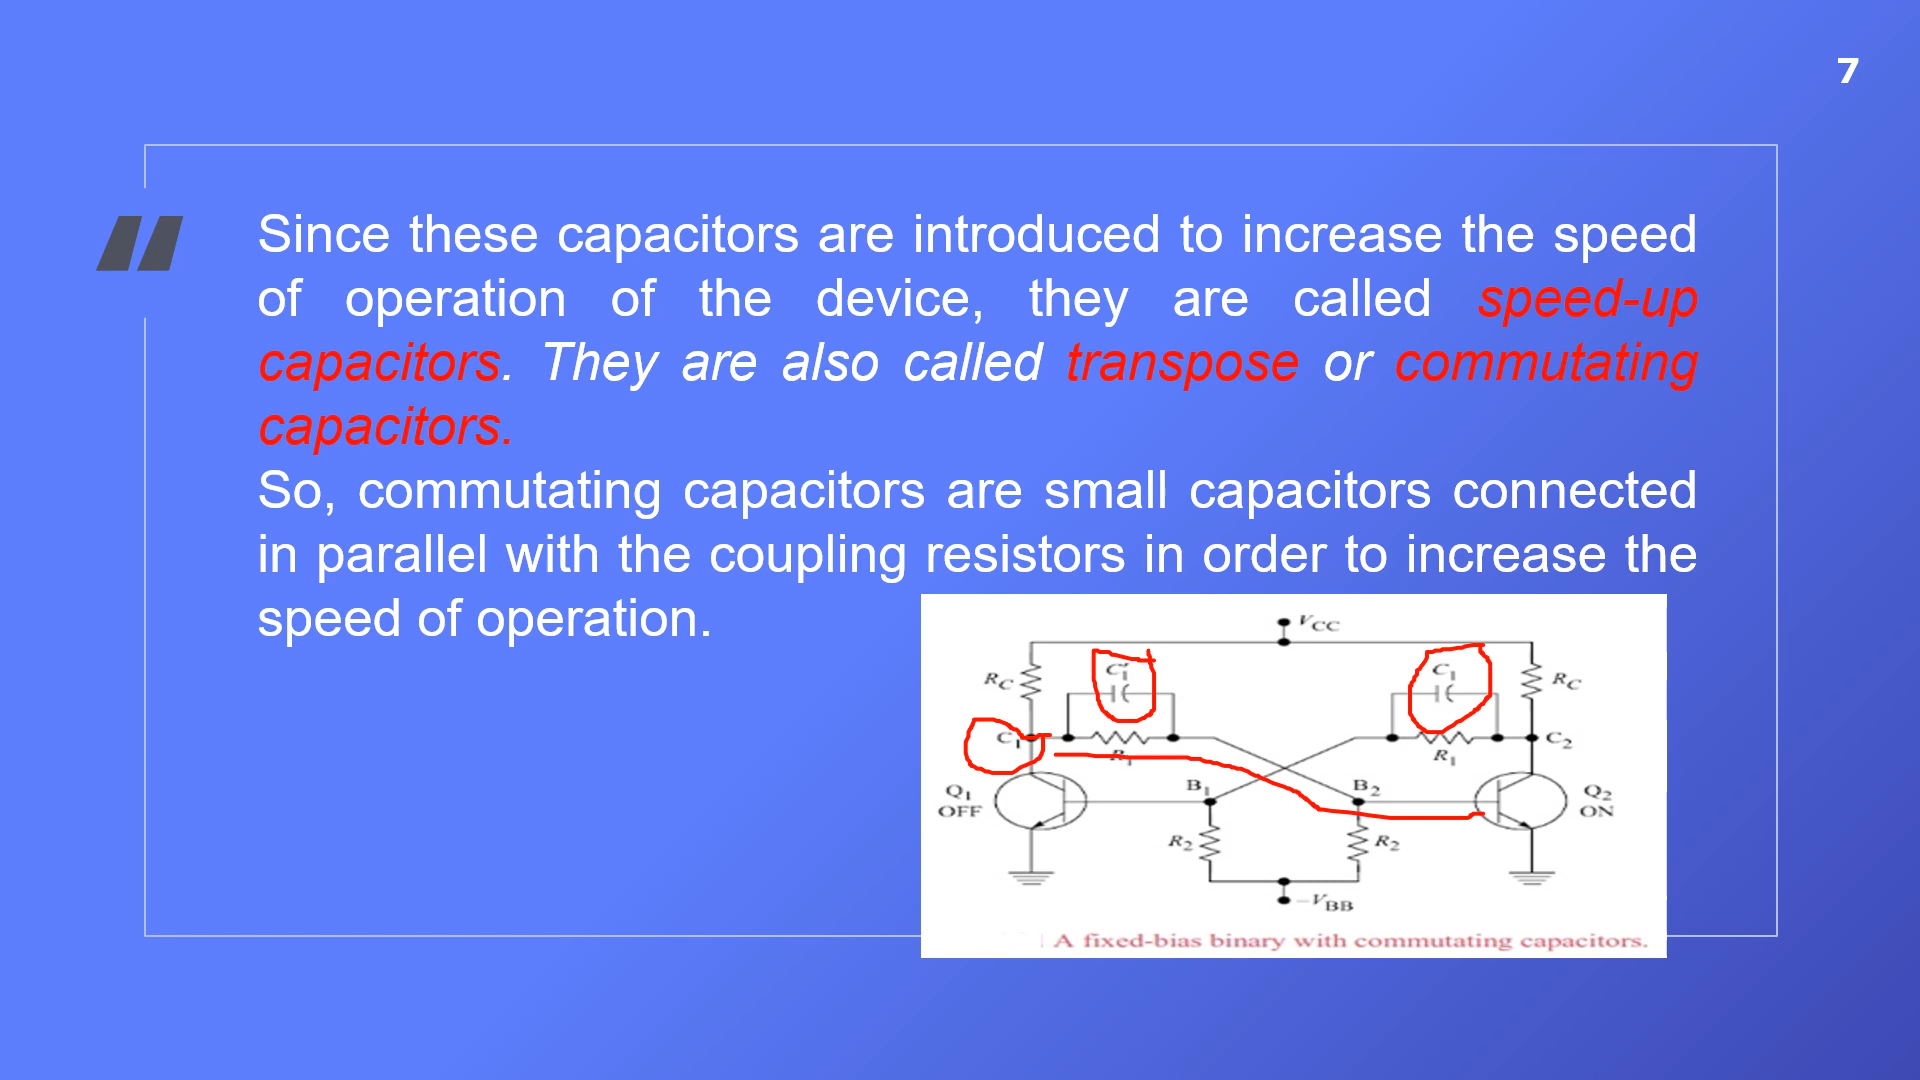 7
“
Since these capacitors are introduced to increase the speed
of operation of the device, they are called speed-up
capacitors. They are also called transpose or commutating
capacitors.
So, commutating capacitors are small capacitors connected
in parallel with the coupling resistors in order to increase the
speed of operation.
VCC
RC C'1 C1 RC
C1 R1 R1 C2
Q1 OFF B1 B2 Q2 ON
R2 R2
−VBB
A fixed-bias binary with commutating capacitors.